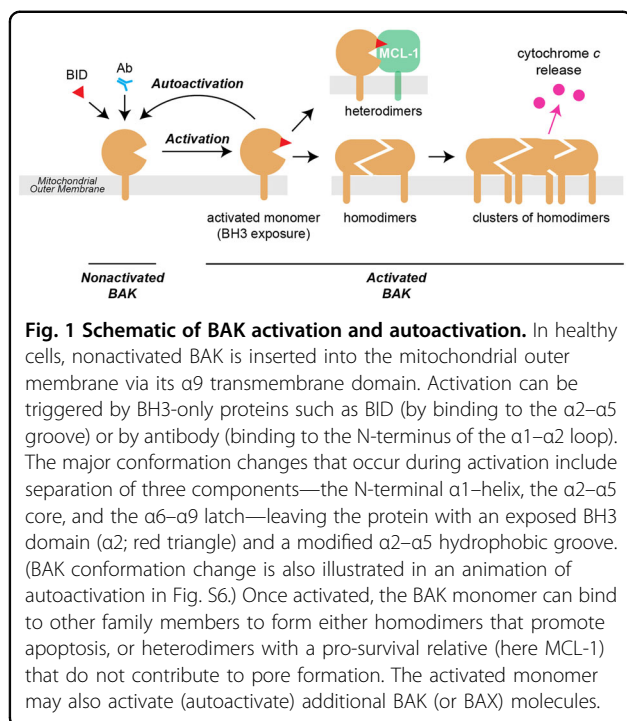 BID
Ab
Autoactivation
Activation
MCL-1
heterodimers
cytochrome c
release
Mitochondrial
Outer Membrane
activated monomer
(BH3 exposure)
homodimers
clusters of homodimers
Nonactivated
BAK
Activated
BAK
Fig. 1 Schematic of BAK activation and autoactivation. In healthy
cells, nonactivated BAK is inserted into the mitochondrial outer
membrane via its α9 transmembrane domain. Activation can be
triggered by BH3-only proteins such as BID (by binding to the α2–α5
groove) or by antibody (binding to the N-terminus of the α1–α2 loop).
The major conformation changes that occur during activation include
separation of three components—the N-terminal α1–helix, the α2–α5
core, and the α6–α9 latch—leaving the protein with an exposed BH3
domain (α2; red triangle) and a modified α2–α5 hydrophobic groove.
(BAK conformation change is also illustrated in an animation of
autoactivation in Fig. S6.) Once activated, the BAK monomer can bind
to other family members to form either homodimers that promote
apoptosis, or heterodimers with a pro-survival relative (here MCL-1)
that do not contribute to pore formation. The activated monomer
may also activate (autoactivate) additional BAK (or BAX) molecules.